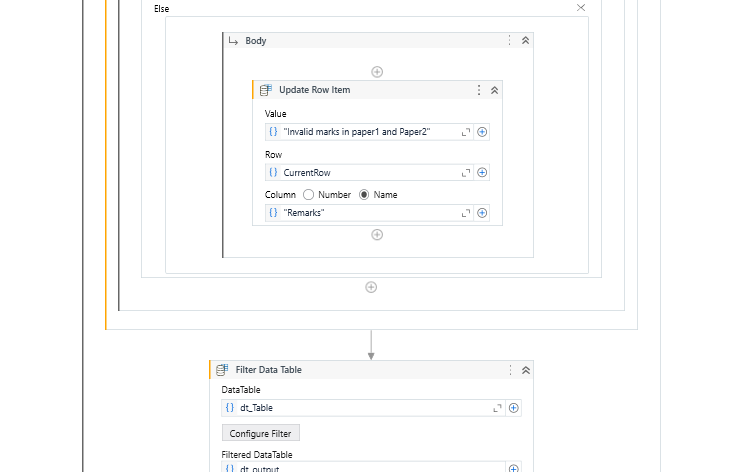 Else
Body
Update Row Item
Value
"Invalid marks in paper1 and Paper2"
Row
CurrentRow
Column Number Name
"Remarks"
Filter Data Table
DataTable
dt_Table
Configure Filter
Filtered DataTable
dt_output